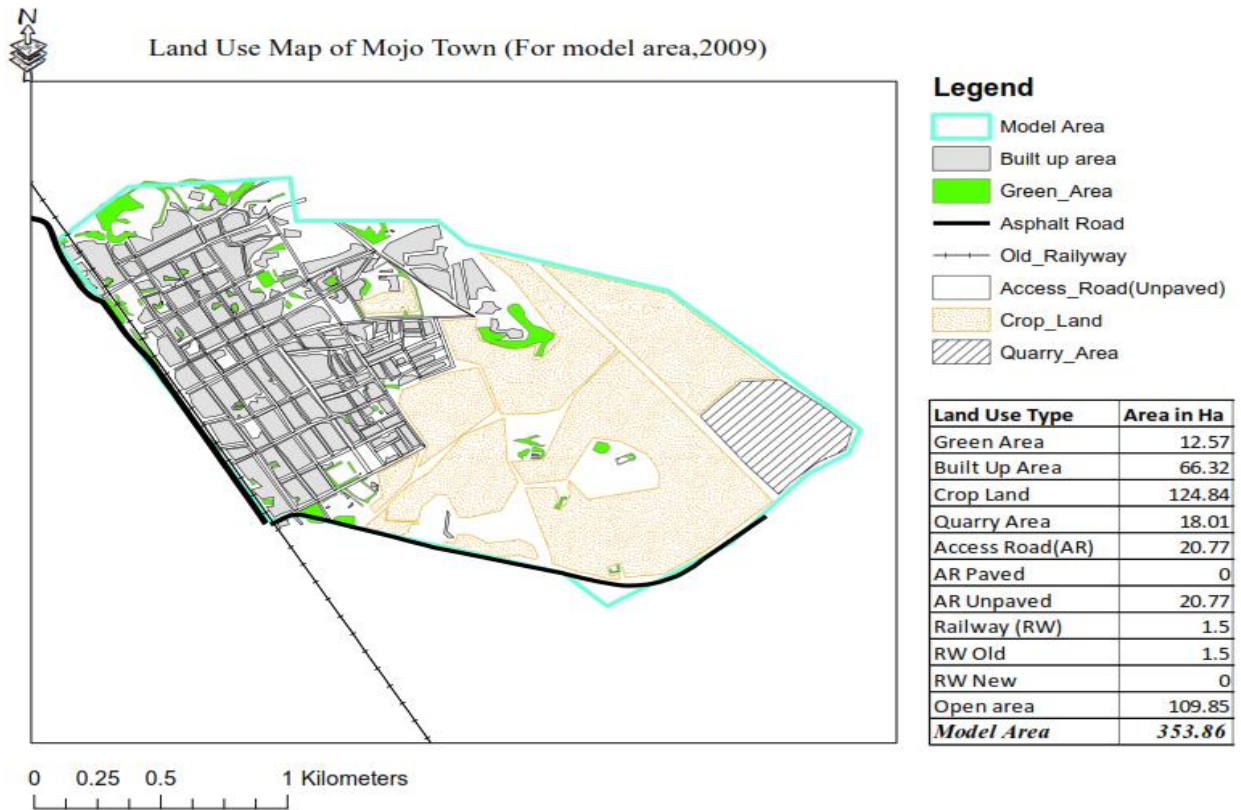 N
Land Use Map of Mojo Town (For model area,2009)
Legend
Model Area
Built up area
Green_Area
Asphalt Road
Old_Railyway
Access_Road(Unpaved)
Crop_Land
Quarry_Area
Land Use Type Area in Ha
Green Area 12.57
Built Up Area 66.32
Crop Land 124.84
Quarry Area 18.01
Access Road(AR) 20.77
AR Paved 0
AR Unpaved 20.77
Railway (RW) 1.5
RW Old 1.5
RW New 0
Open area 109.85
Model Area 353.86
0 0.25 0.5 1 Kilometers